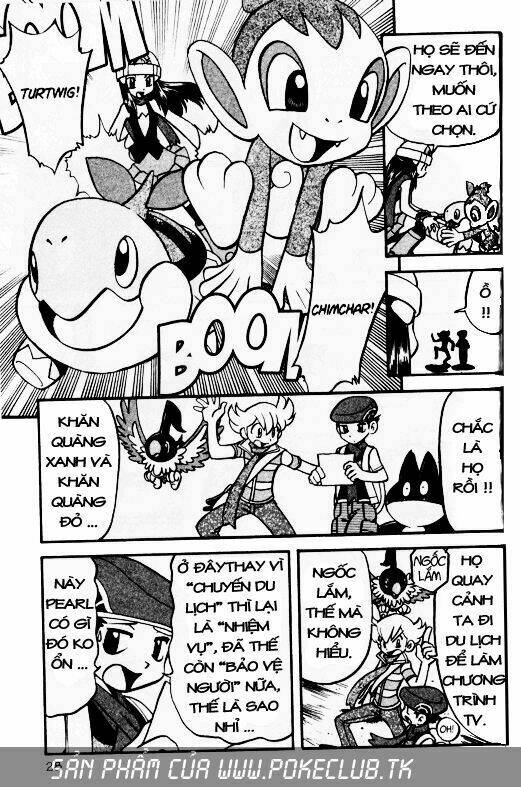 TURTWIG!
BOOM
CHIMCHAR!
HỌ SẼ ĐẾN
NGAY THÔI,
MUỐN
THEO AI CỨ
CHỌN.
Ồ
!!
KHĂN
QUÀNG
XANH VÀ
KHĂN
QUÀNG
ĐỎ ...
CHẮC
LÀ
HỌ
RỒI !!
NÀY
PEARL
CÓ GÌ
ĐÓ KO
ỔN ...
Ở ĐÂYTHAY VÌ
“CHUYẾN DU
LỊCH” THÌ LẠI
LÀ “NHIỆM
VỤ”, ĐÃ THẾ
CÒN “BẢO VỆ
NGƯỜI” NỮA,
THẾ LÀ SAO
NHỈ ...
NGỐC
LẮM,
THẾ MÀ
KHÔNG
HIỂU.
NGỐC
LẮM
HỌ
QUAY
CẢNH
TA ĐI
DU LỊCH
ĐỂ LÀM
CHƯƠNG
TRÌNH
TV.
OH!
SẢN PHẨM CỦA WWW.POKECLUB.TK